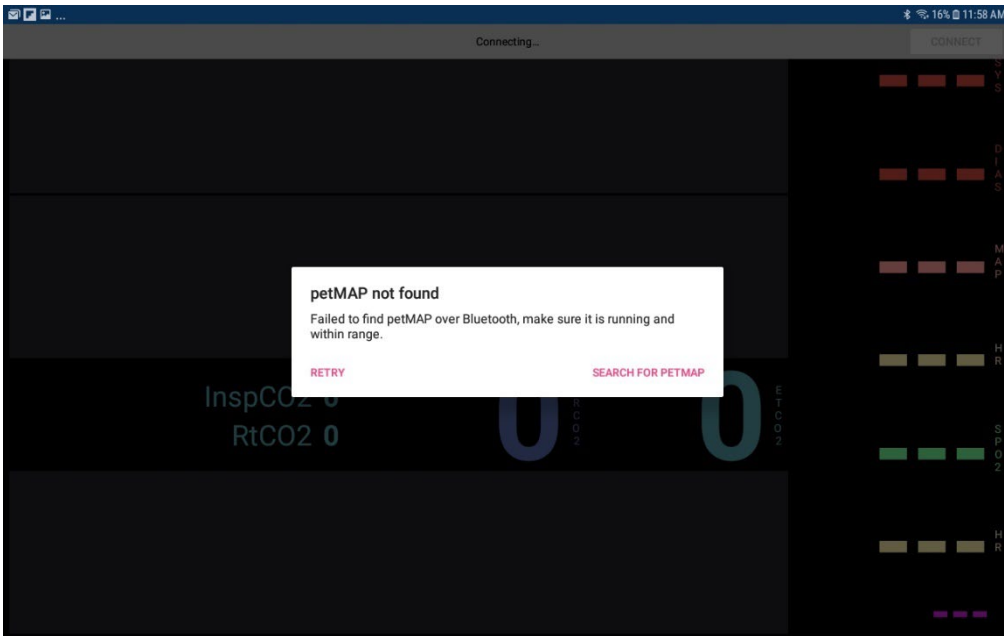 ... 16% 11:58 AM
Connecting...
CONNECT
SYS
DIAS
MAP
petMAP not found
Failed to find petMAP over Bluetooth, make sure it is running and
within range.
RETRY
SEARCH FOR PETMAP
HR
InspCO2 0
RtCO2 0
0
RCO2
0
ETCO2
SPO2
HR